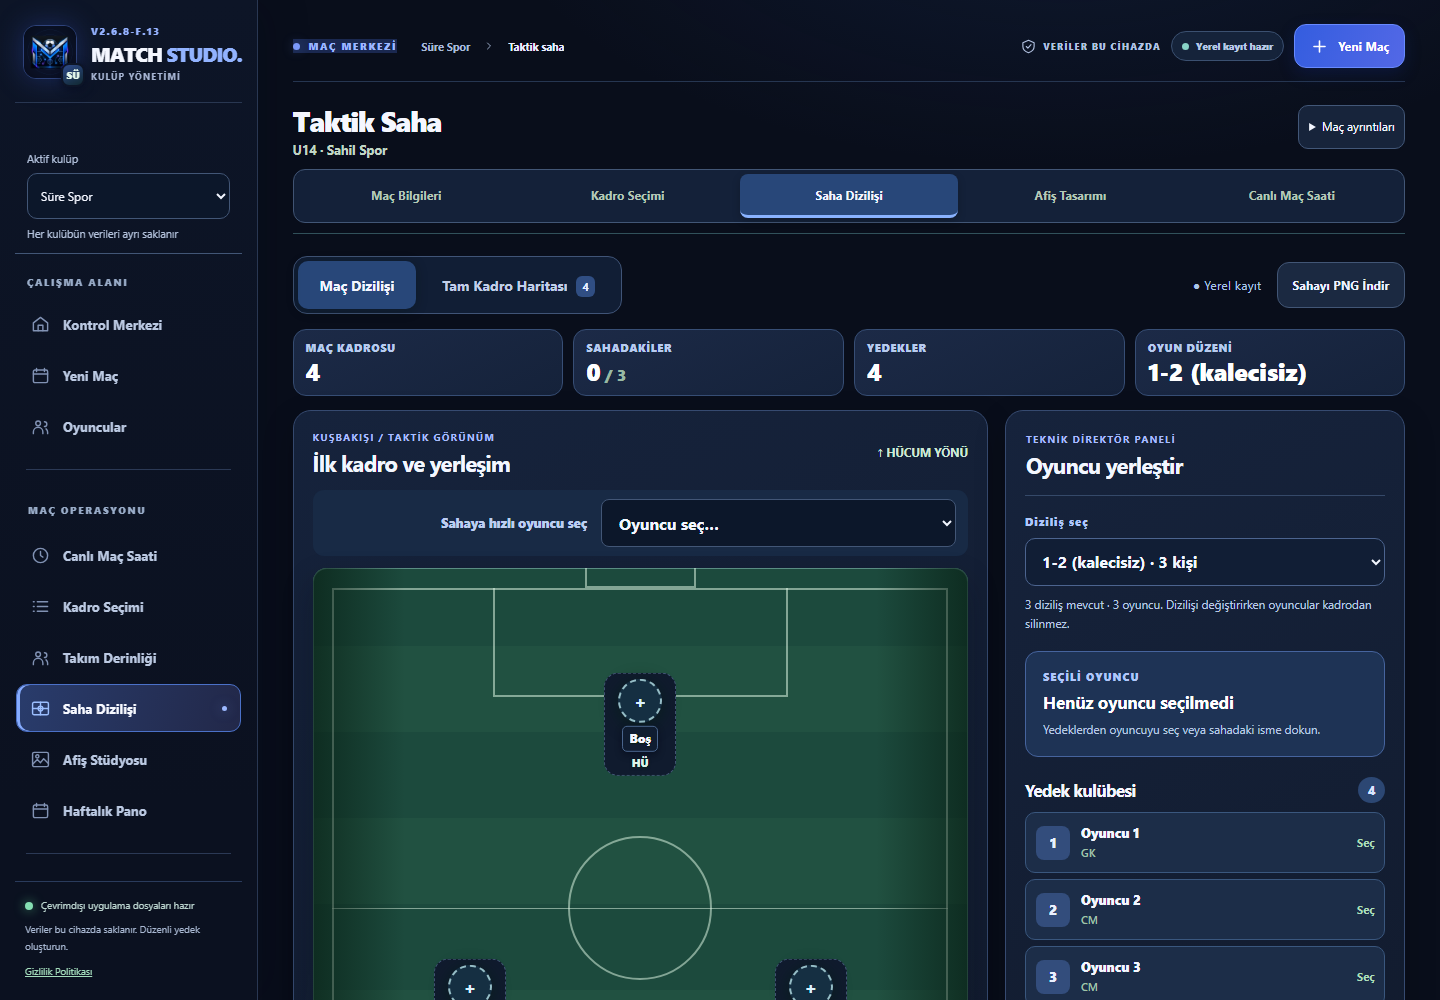 V2.6.8-F.13
MATCH STUDIO.
KULÜP YÖNETİMİ
SÜ
Aktif kulüp
Süre Spor
Her kulübün verileri ayrı saklanır
ÇALIŞMA ALANI
Kontrol Merkezi
Yeni Maç
Oyuncular
MAÇ OPERASYONU
Canlı Maç Saati
Kadro Seçimi
Takım Derinliği
Saha Dizilişi
Afiş Stüdyosu
Haftalık Pano
Çevrimdışı uygulama dosyaları hazır
Veriler bu cihazda saklanır. Düzenli yedek
oluşturun.
Gizlilik Politikası
MAÇ MERKEZİ
Süre Spor
Taktik saha
VERİLER BU CİHAZDA
Yerel kayıt hazır
Yeni Maç
Taktik Saha
U14 · Sahil Spor
Maç ayrıntıları
Maç Bilgileri
Kadro Seçimi
Saha Dizilişi
Afiş Tasarımı
Canlı Maç Saati
Maç Dizilişi
Tam Kadro Haritası 4
Yerel kayıt
Sahayı PNG İndir
MAÇ KADROSU
4
SAHADAKİLER
0 / 3
YEDEKLER
4
OYUN DÜZENİ
1-2 (kalecisiz)
KUŞBAKIŞI / TAKTİK GÖRÜNÜM
İlk kadro ve yerleşim
↑ HÜCUM YÖNÜ
Sahaya hızlı oyuncu seç
Oyuncu seç...
+
Boş
HÜ
+
+
TEKNİK DİREKTÖR PANELİ
Oyuncu yerleştir
Diziliş seç
1-2 (kalecisiz) · 3 kişi
3 diziliş mevcut · 3 oyuncu. Dizilişi değiştirirken oyuncular kadrodan
silinmez.
SEÇİLİ OYUNCU
Henüz oyuncu seçilmedi
Yedeklerden oyuncuyu seç veya sahadaki isme dokun.
Yedek kulübesi
4
1
Oyuncu 1
GK
Seç
2
Oyuncu 2
CM
Seç
3
Oyuncu 3
CM
Seç